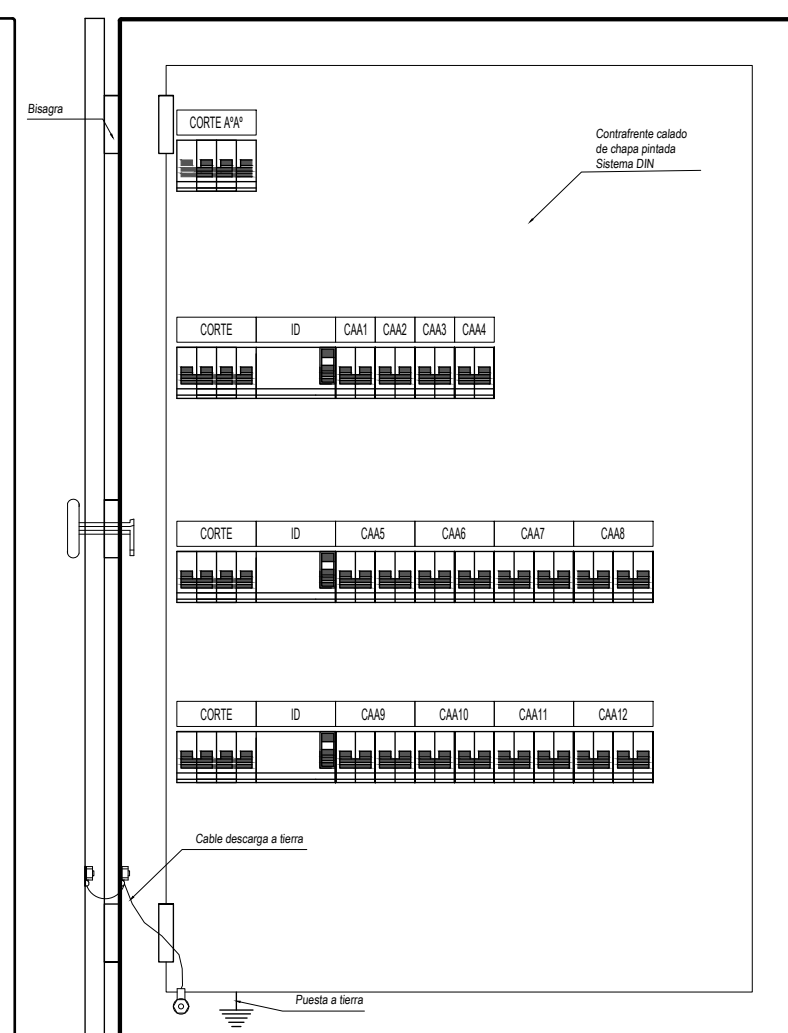 Bisagra
CORTE AºAº
Contrafrente calado
de chapa pintada
Sistema DIN
CORTE ID CAA1 CAA2 CAA3 CAA4
CORTE ID CAA5 CAA6 CAA7 CAA8
CORTE ID CAA9 CAA10 CAA11 CAA12
Cable descarga a tierra
Puesta a tierra